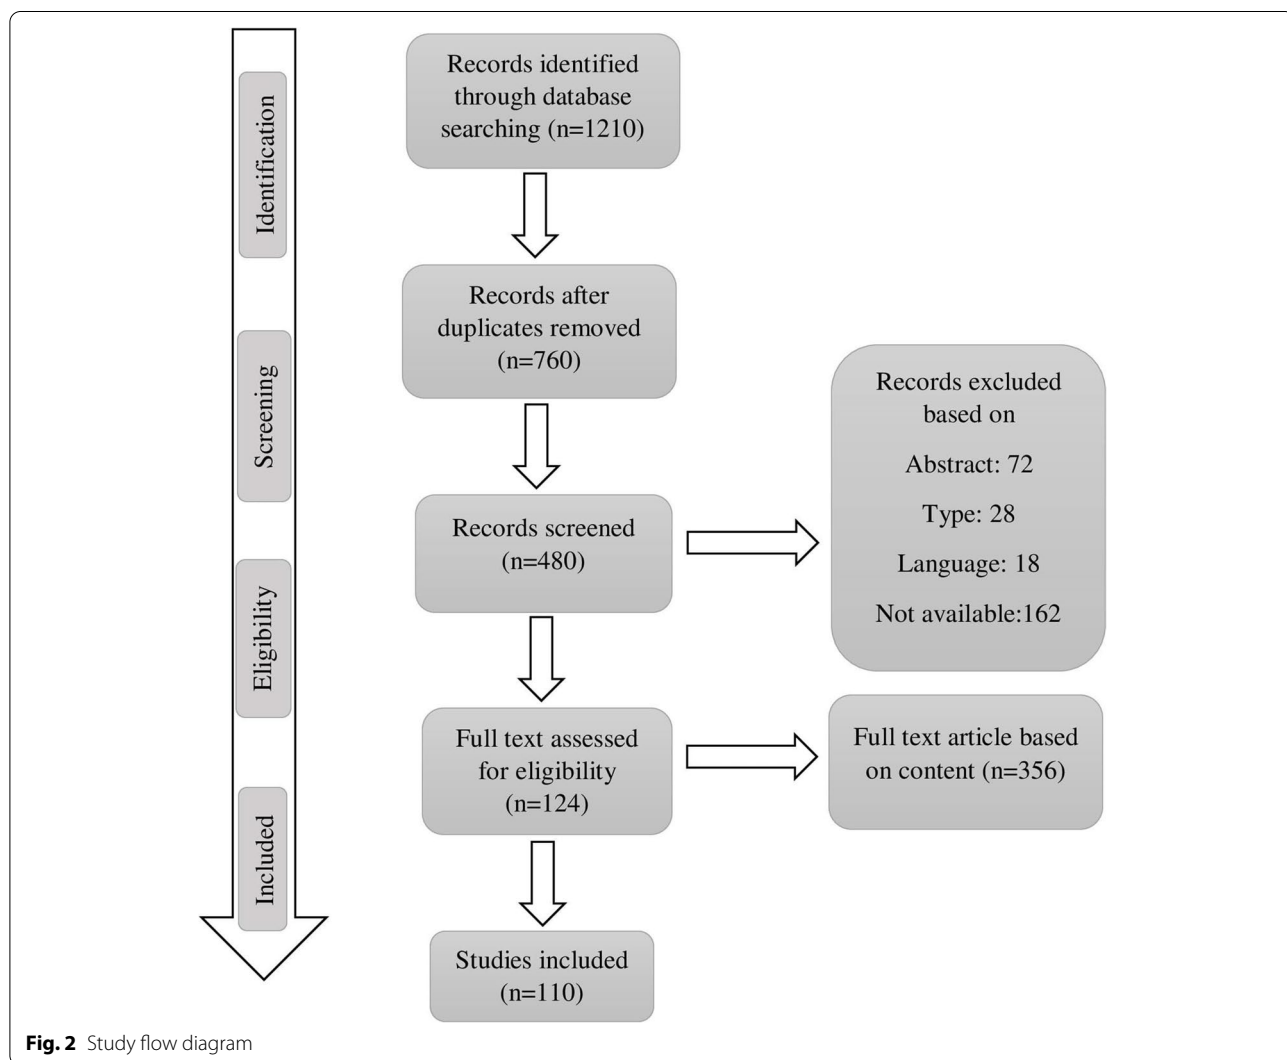 Identification
Screening
Eligibility
Included
Records identified
through database
searching (n=1210)
Records after
duplicates removed
(n=760)
Records screened
(n=480)
Records excluded
based on
Abstract: 72
Type: 28
Language: 18
Not available:162
Full text assessed
for eligibility
(n=124)
Full text article based
on content (n=356)
Studies included
(n=110)
Fig. 2 Study flow diagram